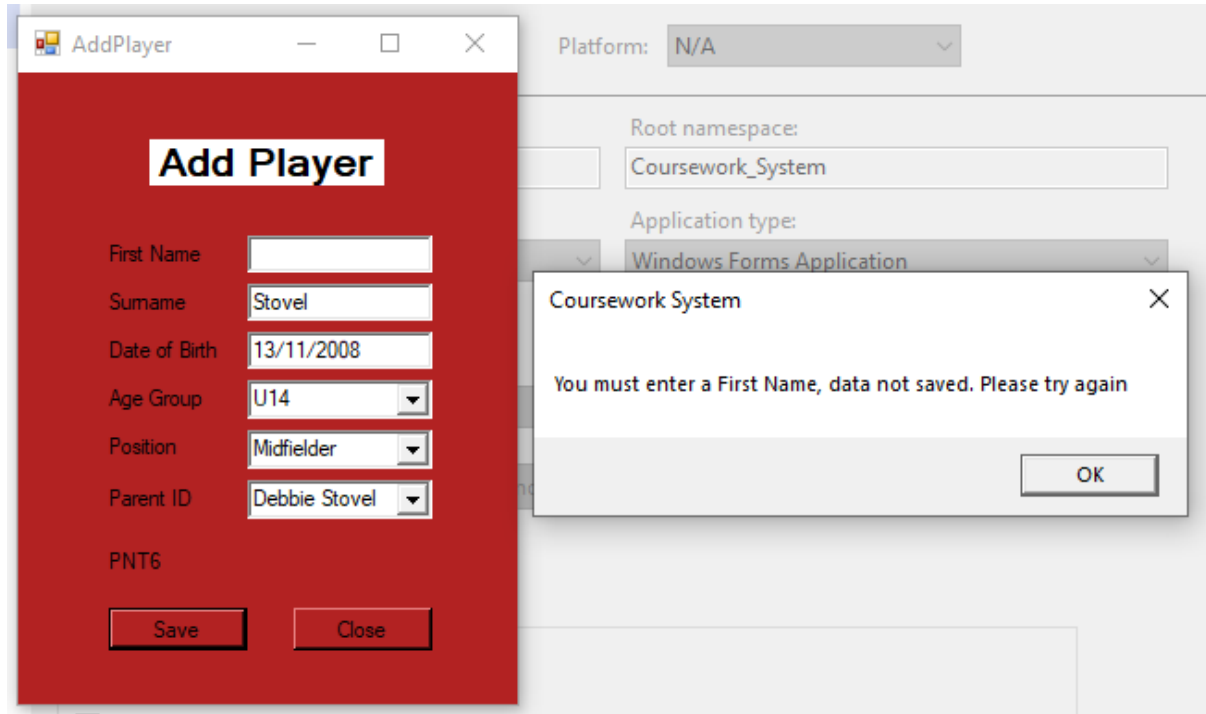 AddPlayer
Add Player
First Name
Surname Stovel
Date of Birth 13/11/2008
Age Group U14
Position Midfielder
Parent ID Debbie Stovel
PNT6
Save Close
Platform: N/A
Root namespace:
Coursework_System
Application type:
Windows Forms Application
Coursework System
You must enter a First Name, data not saved. Please try again
OK